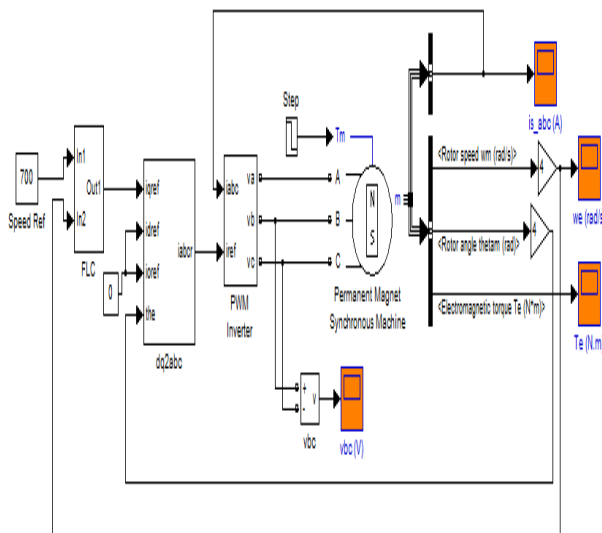 Step
is_abc (A)
Tm
<Rotor speed wm (rad/s)>
4
we (rad/s
700
Speed Ref
In1
In2
Out1
FLC
iqref
idref
ioref
the
iabcr
dq2abc
0
iabc
iref
va
vb
vc
PWM
Inverter
A
B
C
N
S
m
Permanent Magnet
Synchronous Machine
<Rotor angle thetam (rad)>
4
<Electromagnetic torque Te (N*m)>
Te (N.m
+
-
v
vbc
vbc (V)